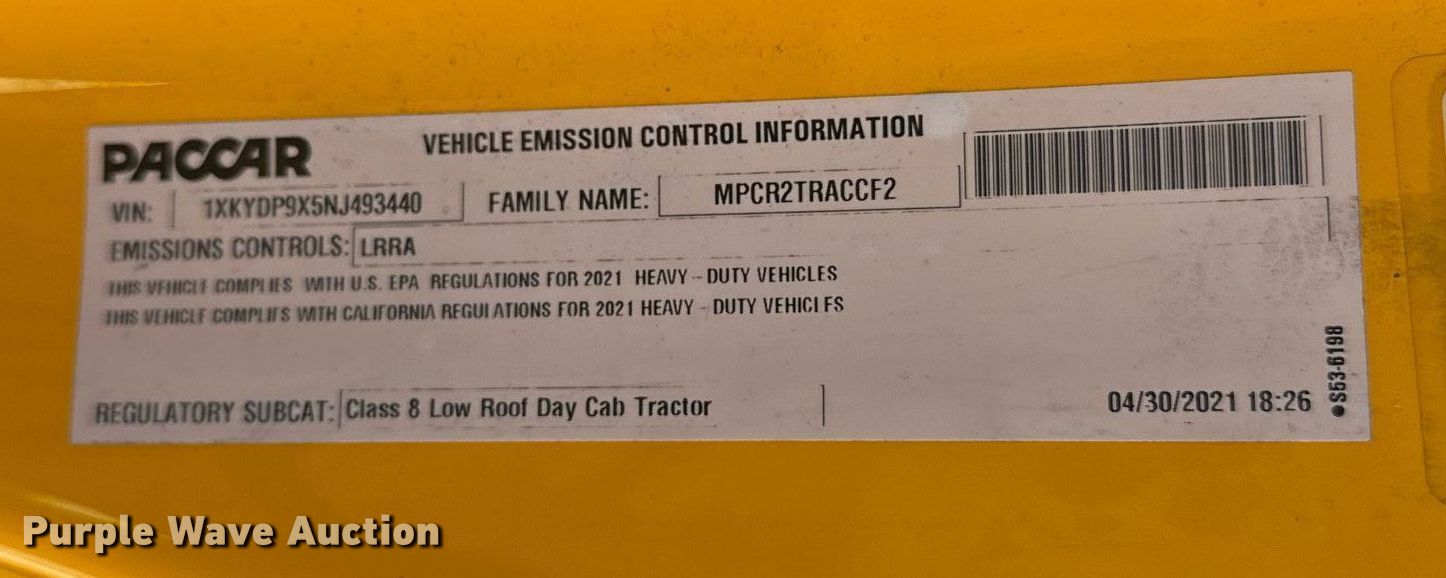 PACCAR
VEHICLE EMISSION CONTROL INFORMATION
VIN: 1XKYDP9X5NJ493440 FAMILY NAME: MPCR2TRACCF2
EMISSIONS CONTROLS: LRRA
THIS VEHICLE COMPLIES WITH U.S. EPA REGULATIONS FOR 2021 HEAVY - DUTY VEHICLES
THIS VEHICLE COMPLIES WITH CALIFORNIA REGULATIONS FOR 2021 HEAVY - DUTY VEHICLES
REGULATORY SUBCAT: Class 8 Low Roof Day Cab Tractor
04/30/2021 18:26
●S53-6198
Purple Wave Auction